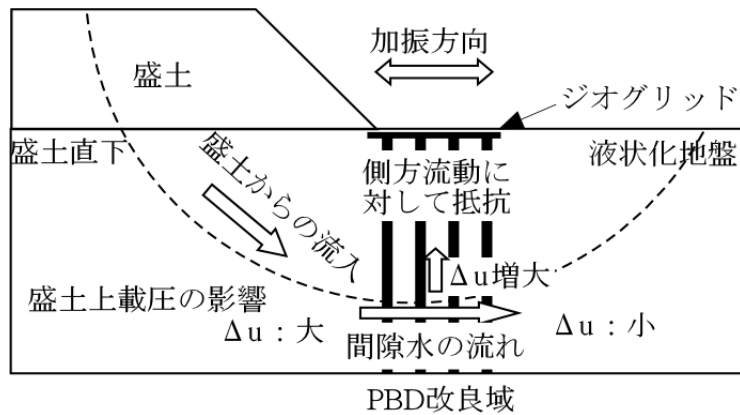 加振方向
盛土
ジオグリッド
盛土直下
盛土からの流入
側方流動に
対して抵抗
液状化地盤
Δu増大
盛土上載圧の影響
Δu：大
間隙水の流れ
Δu：小
PBD改良域